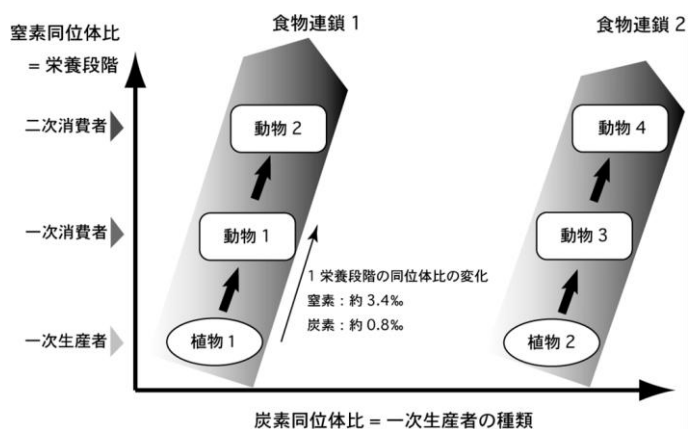 食物連鎖 1
食物連鎖 2
窒素同位体比
= 栄養段階
二次消費者
動物 2
動物 4
一次消費者
動物 1
動物 3
1 栄養段階の同位体比の変化
窒素：約 3.4‰
炭素：約 0.8‰
一次生産者
植物 1
植物 2
炭素同位体比 = 一次生産者の種類